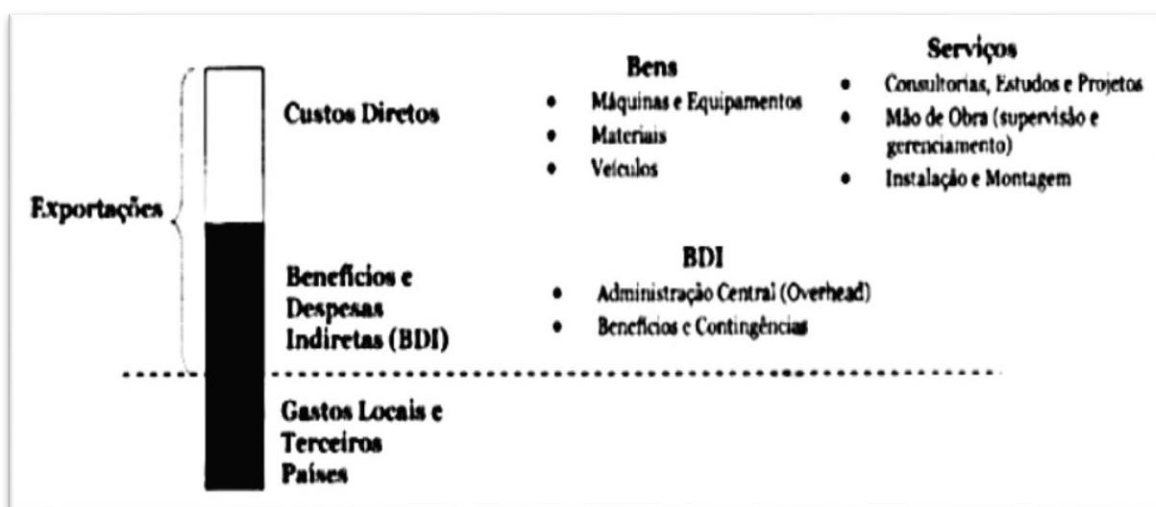 Exportações
Custos Diretos
Bens
• Máquinas e Equipamentos
• Materiais
• Veículos
Serviços
• Consultorias, Estudos e Projetos
• Mão de Obra (supervisão e
gerenciamento)
• Instalação e Montagem
Benefícios e
Despesas
Indiretas (BDI)
BDI
• Administração Central (Overhead)
• Benefícios e Contingências
Gastos Locais e
Terceiros
Países